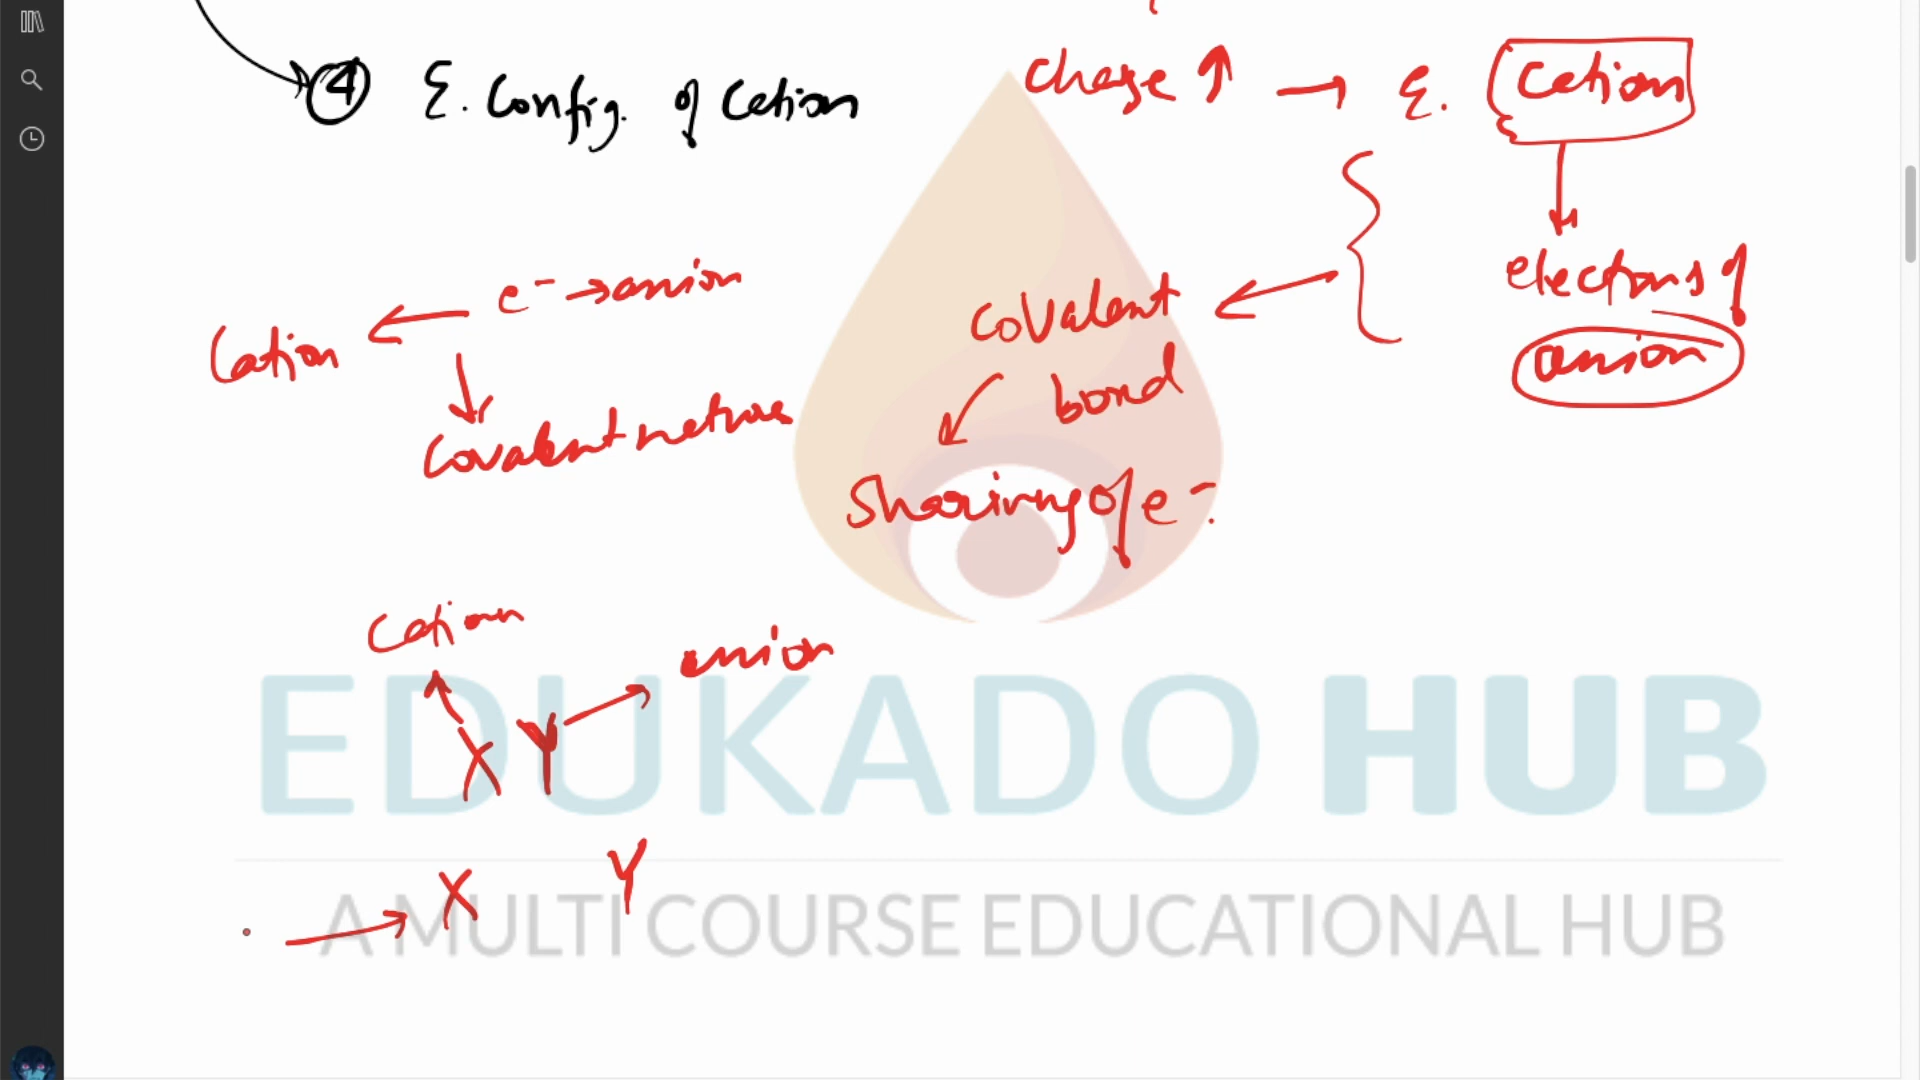 ④ E. Config. of Cation
Charge ↑ → E. Cation
electrons of
anion
e⁻ → anion
Cation
Covalent nature
Covalent
bond
Sharing of e⁻
Cation
anion
X Y
X Y
EDUKADO HUB
A MULTI COURSE EDUCATIONAL HUB